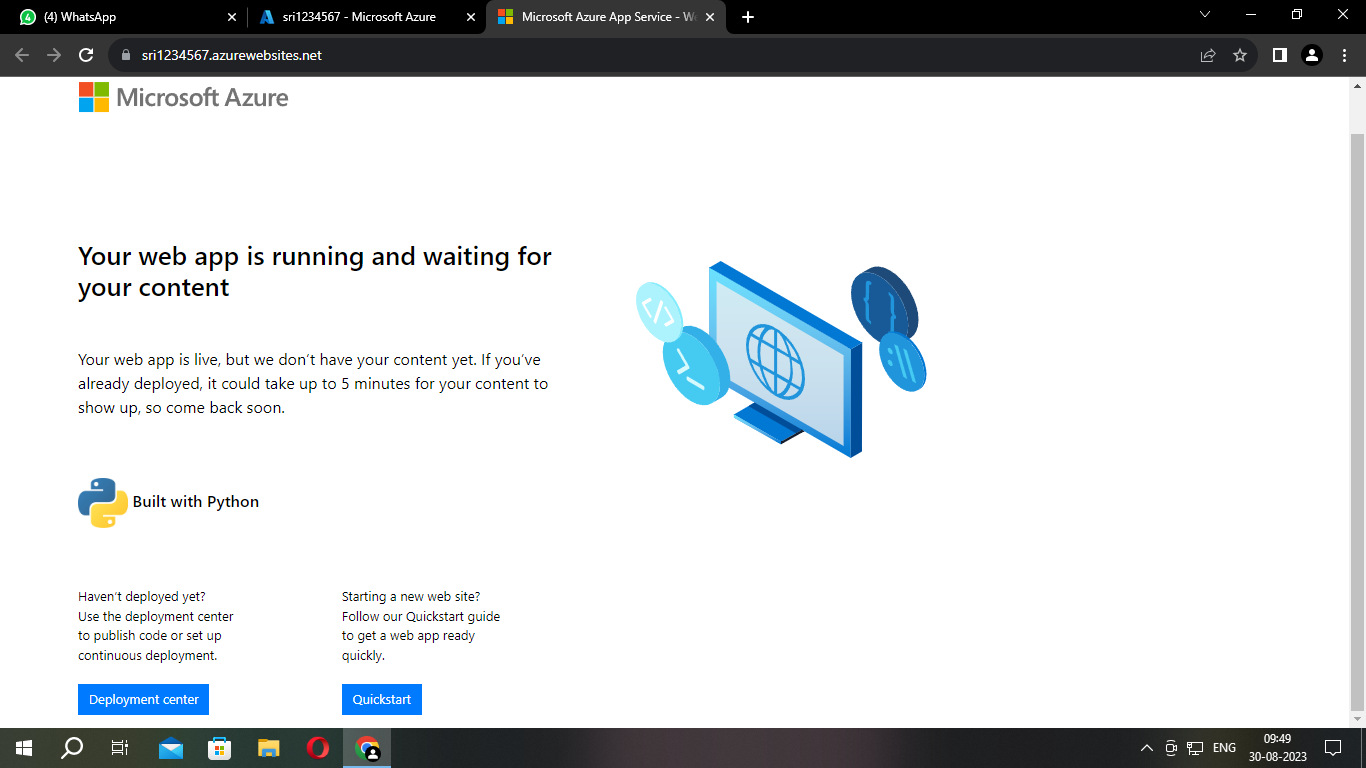 (4) WhatsApp
sri1234567 - Microsoft Azure
Microsoft Azure App Service - We
sri1234567.azurewebsites.net
Microsoft Azure
Your web app is running and waiting for
your content
Your web app is live, but we don’t have your content yet. If you’ve
already deployed, it could take up to 5 minutes for your content to
show up, so come back soon.
Built with Python
Haven’t deployed yet?
Use the deployment center
to publish code or set up
continuous deployment.
Deployment center
Starting a new web site?
Follow our Quickstart guide
to get a web app ready
quickly.
Quickstart
ENG
09:49
30-08-2023